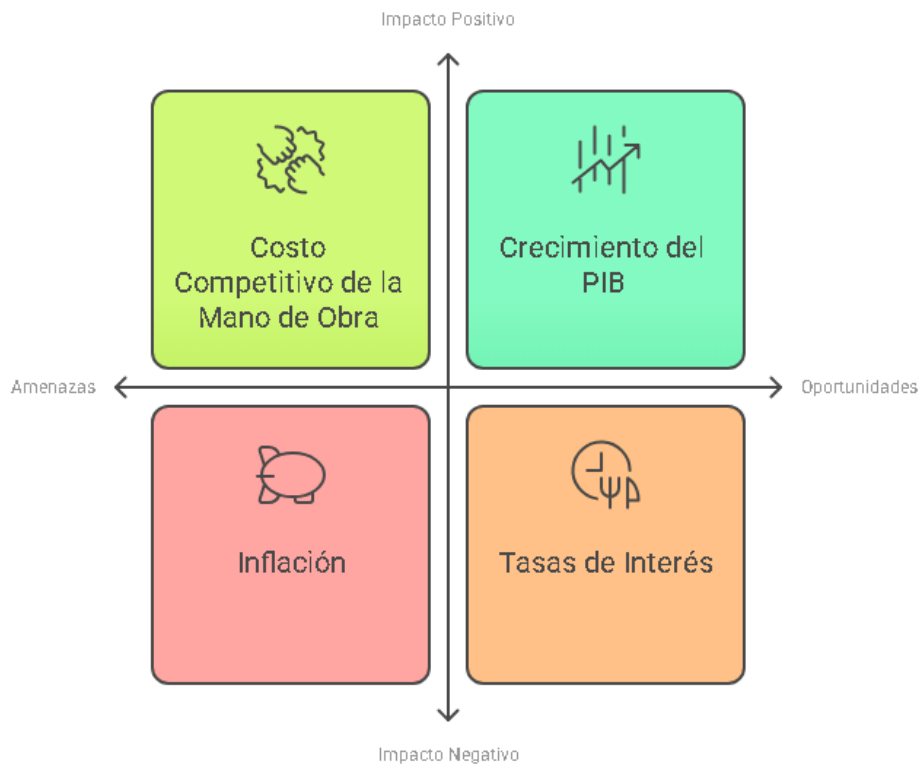 Impacto Positivo
Costo
Competitivo de la
Mano de Obra
Crecimiento del
PIB
Amenazas
Oportunidades
Inflación
Tasas de Interés
Impacto Negativo